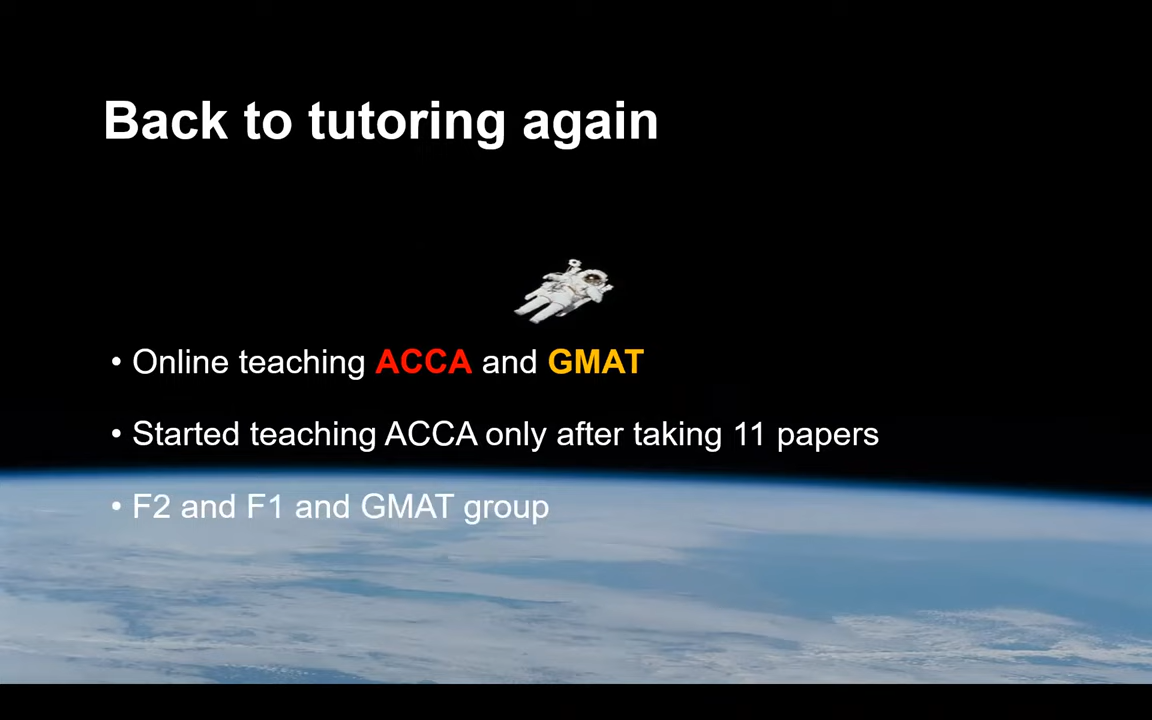 Back to tutoring again
• Online teaching ACCA and GMAT
• Started teaching ACCA only after taking 11 papers
• F2 and F1 and GMAT group